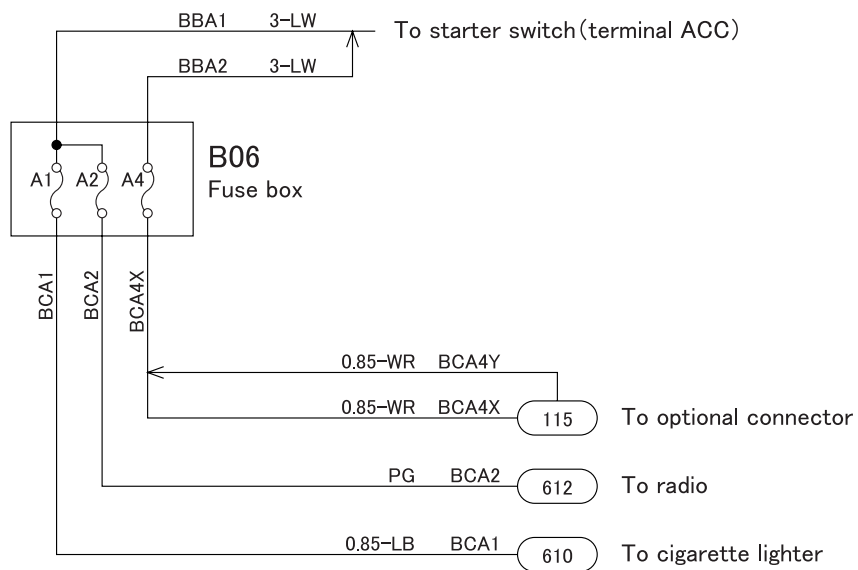 BBA1 3-LW To starter switch(terminal ACC)
BBA2 3-LW
B06
Fuse box
A1 A2 A4
BCA1 BCA2 BCA4X
0.85-WR BCA4Y
0.85-WR BCA4X 115 To optional connector
PG BCA2 612 To radio
0.85-LB BCA1 610 To cigarette lighter